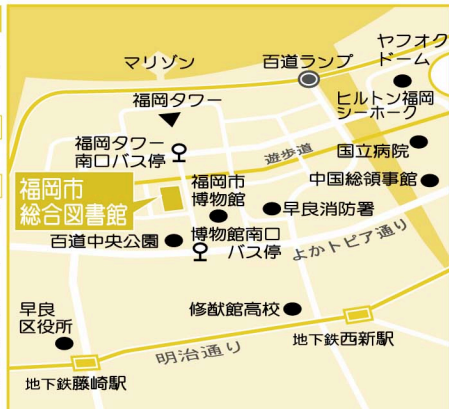 マリゾン
百道ランプ
ヤフオク
ドーム
福岡タワー
ヒルトン福岡
シーホーク
福岡タワー
南口バス停
遊歩道
国立病院
福岡市
総合図書館
福岡市
博物館
中国総領事館
早良消防署
百道中央公園
博物館南口
バス停
よかトピア通り
早良
区役所
修猷館高校
明治通り
地下鉄西新駅
地下鉄藤崎駅